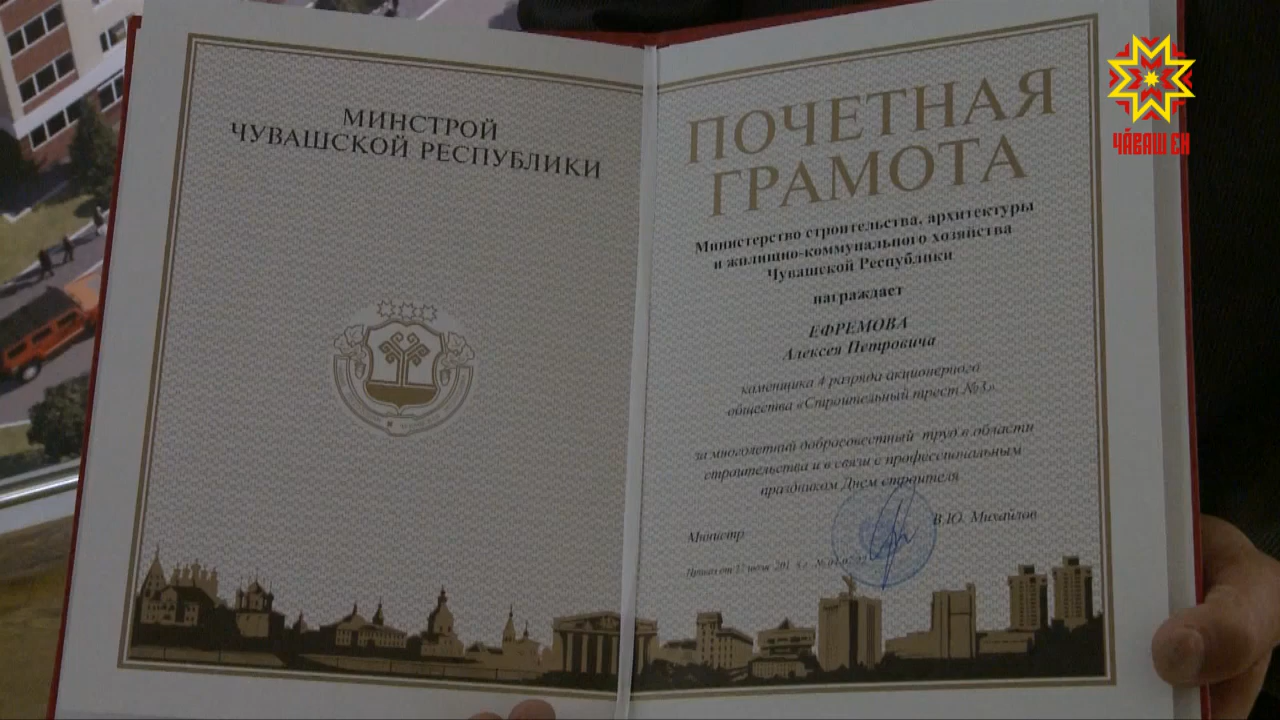 МИНСТРОЙ
ЧУВАШСКОЙ РЕСПУБЛИКИ
ПОЧЕТНАЯ
ГРАМОТА
Министерство строительства, архитектуры
и жилищно-коммунального хозяйства
Чувашской Республики
награждает
ЕФРЕМОВА
Алексея Петровича
каменщика 4 разряда акционерного
общества «Строительный трест №3»
за многолетний добросовестный труд в области
строительства и в связи с профессиональным
праздником Днем строителя
Министр
В.Ю. Михайлов
Приказ от
ЧĂВАШ ЕН